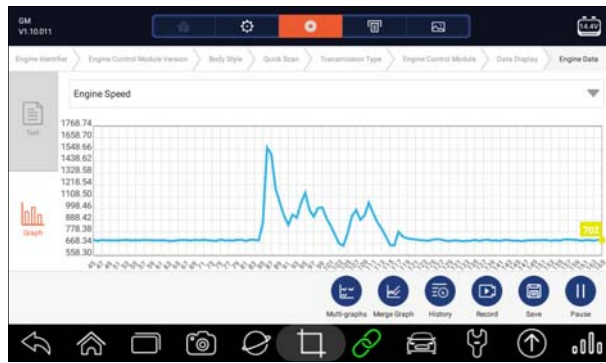 GM
V1.10.011
14.4V
Engine Identifier
Engine Control Module Version
Body Style
Quick Scan
Transmission Type
Engine Control Module
Data Display
Engine Data
Text
Graph
Engine Speed
1768.74
1658.70
1548.66
1438.62
1328.58
1218.54
1108.50
998.46
888.42
778.38
668.34
558.30
702
Multi-graphs
Merge Graph
History
Record
Save
Pause